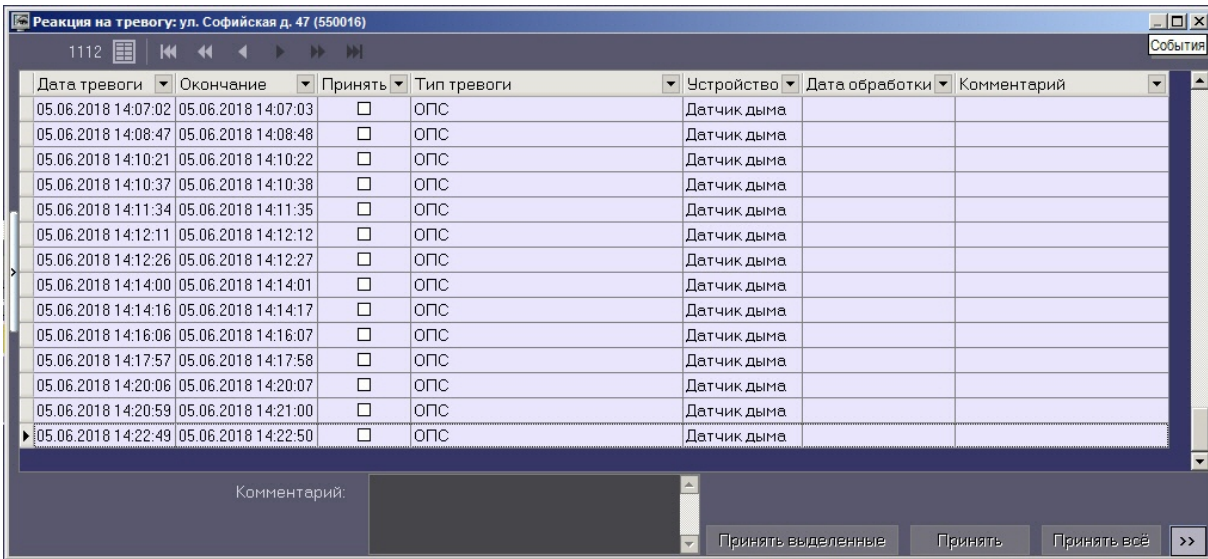 Реакция на тревогу: ул. Софийская д. 47 (550016)
События
1112
Дата тревоги Окончание Принять Тип тревоги Устройство Дата обработки Комментарий
05.06.2018 14:07:02 05.06.2018 14:07:03 ОПС Датчик дыма
05.06.2018 14:08:47 05.06.2018 14:08:48 ОПС Датчик дыма
05.06.2018 14:10:21 05.06.2018 14:10:22 ОПС Датчик дыма
05.06.2018 14:10:37 05.06.2018 14:10:38 ОПС Датчик дыма
05.06.2018 14:11:34 05.06.2018 14:11:35 ОПС Датчик дыма
05.06.2018 14:12:11 05.06.2018 14:12:12 ОПС Датчик дыма
05.06.2018 14:12:26 05.06.2018 14:12:27 ОПС Датчик дыма
05.06.2018 14:14:00 05.06.2018 14:14:01 ОПС Датчик дыма
05.06.2018 14:14:16 05.06.2018 14:14:17 ОПС Датчик дыма
05.06.2018 14:16:06 05.06.2018 14:16:07 ОПС Датчик дыма
05.06.2018 14:17:57 05.06.2018 14:17:58 ОПС Датчик дыма
05.06.2018 14:20:06 05.06.2018 14:20:07 ОПС Датчик дыма
05.06.2018 14:20:59 05.06.2018 14:21:00 ОПС Датчик дыма
05.06.2018 14:22:49 05.06.2018 14:22:50 ОПС Датчик дыма
Комментарий:
Принять выделенные Принять Принять всё >>